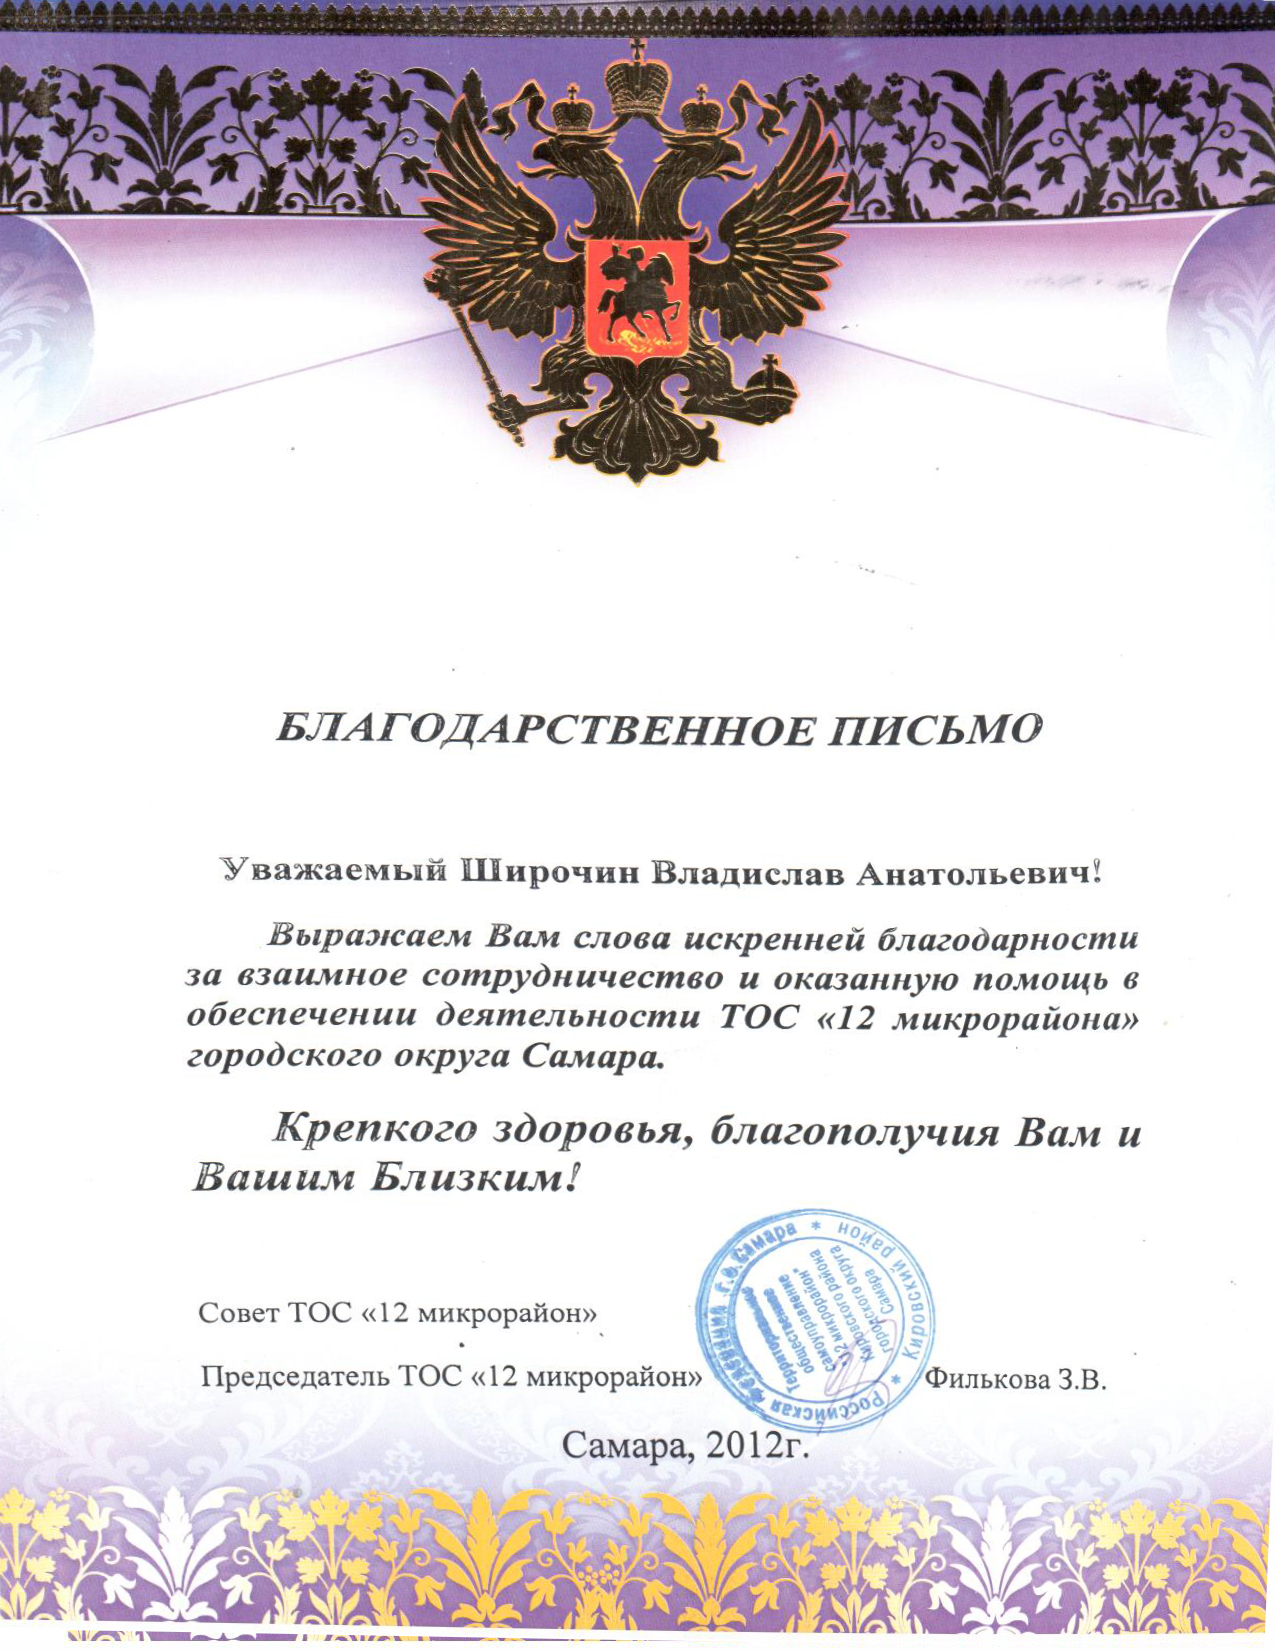 БЛАГОДАРСТВЕННОЕ ПИСЬМО
Уважаемый Широчин Владислав Анатольевич!
Выражаем Вам слова искренней благодарности
за взаимное сотрудничество и оказанную помощь в
обеспечении деятельности ТОС «12 микрорайона»
городского округа Самара.
Крепкого здоровья, благополучия Вам и
Вашим Близким!
Совет ТОС «12 микрорайон»
Председатель ТОС «12 микрорайон»
Филькова З.В.
Российская Федерация г.о.Самара * Кировский район *
Территориальное
общественное
самоуправление
"12 микрорайон"
Кировского района
городского округа
Самара
Самара, 2012г.